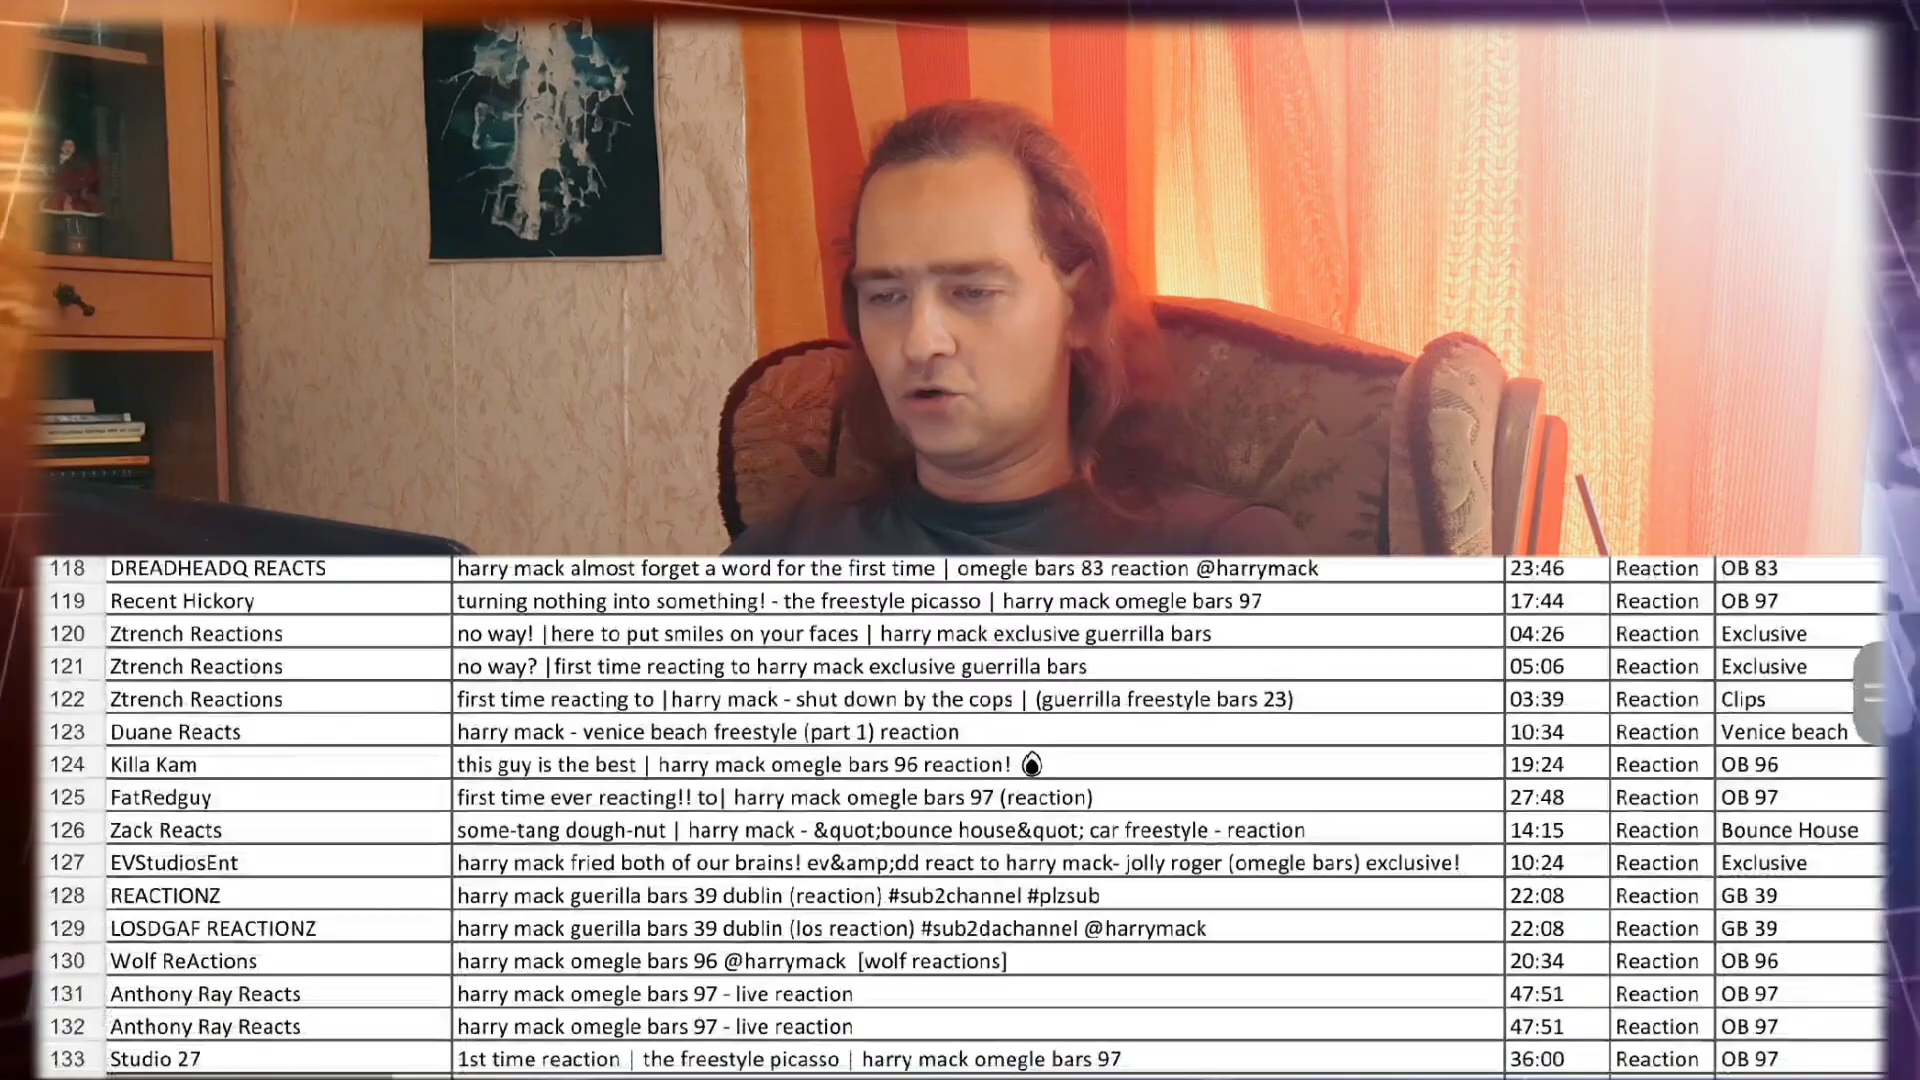 118 DREADHEADQ REACTS harry mack almost forget a word for the first time | omegle bars 83 reaction @harrymack 23:46 Reaction OB 83
119 Recent Hickory turning nothing into something! - the freestyle picasso | harry mack omegle bars 97 17:44 Reaction OB 97
120 Ztrench Reactions no way! |here to put smiles on your faces | harry mack exclusive guerrilla bars 04:26 Reaction Exclusive
121 Ztrench Reactions no way? |first time reacting to harry mack exclusive guerrilla bars 05:06 Reaction Exclusive
122 Ztrench Reactions first time reacting to |harry mack - shut down by the cops | (guerrilla freestyle bars 23) 03:39 Reaction Clips
123 Duane Reacts harry mack - venice beach freestyle (part 1) reaction 10:34 Reaction Venice beach
124 Killa Kam this guy is the best | harry mack omegle bars 96 reaction! 19:24 Reaction OB 96
125 FatRedguy first time ever reacting!! to| harry mack omegle bars 97 (reaction) 27:48 Reaction OB 97
126 Zack Reacts some-tang dough-nut | harry mack - &quot;bounce house&quot; car freestyle - reaction 14:15 Reaction Bounce House
127 EVStudiosEnt harry mack fried both of our brains! ev&amp;dd react to harry mack- jolly roger (omegle bars) exclusive! 10:24 Reaction Exclusive
128 REACTIONZ harry mack guerilla bars 39 dublin (reaction) #sub2channel #plzsub 22:08 Reaction GB 39
129 LOSDGAF REACTIONZ harry mack guerilla bars 39 dublin (los reaction) #sub2dachannel @harrymack 22:08 Reaction GB 39
130 Wolf ReActions harry mack omegle bars 96 @harrymack [wolf reactions] 20:34 Reaction OB 96
131 Anthony Ray Reacts harry mack omegle bars 97 - live reaction 47:51 Reaction OB 97
132 Anthony Ray Reacts harry mack omegle bars 97 - live reaction 47:51 Reaction OB 97
133 Studio 27 1st time reaction | the freestyle picasso | harry mack omegle bars 97 36:00 Reaction OB 97